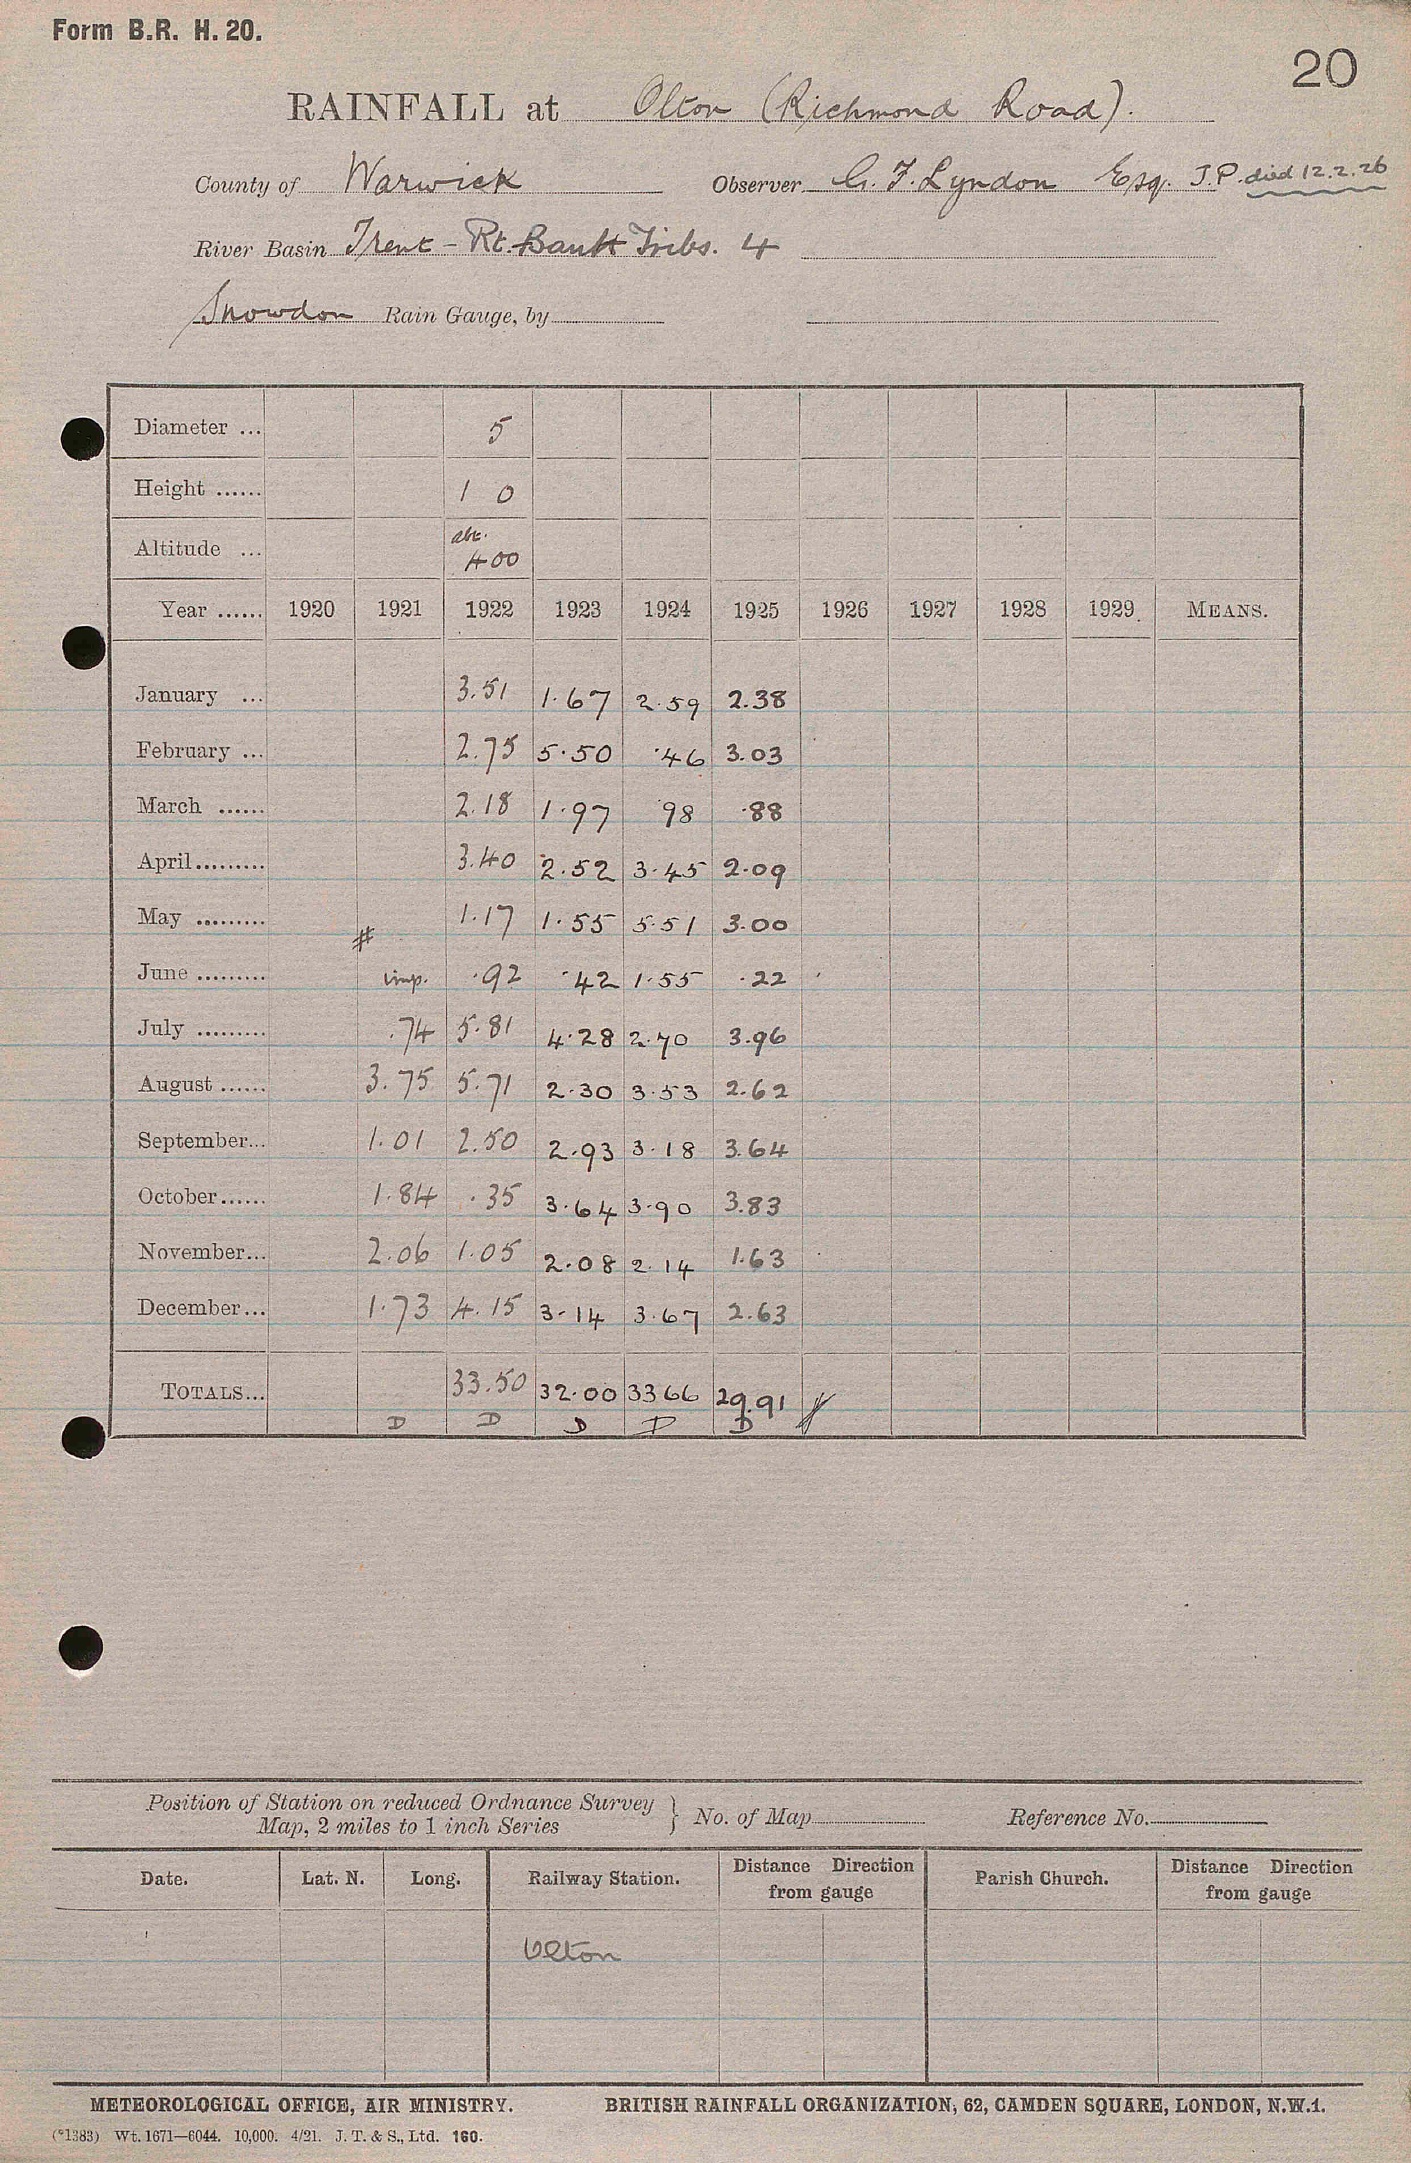 Form B.R. H. 20.
20
RAINFALL at Olton (Richmond Road).
County of Warwick Observer G. F. Lyndon Esq. J.P. died 12.2.26
River Basin Trent - Rt. Bank Tribs. 4
Snowdon Rain Gauge, by
Diameter ... 5
Height ...... 1 0
Altitude ... abt. 400
Year ...... 1920 1921 1922 1923 1924 1925 1926 1927 1928 1929 MEANS.
January ... 3.51 1.67 2.59 2.38
February ... 2.75 5.50 .46 3.03
March ...... 2.18 1.97 .98 .88
April ......... 3.40 2.52 3.45 2.09
May ......... 1.17 1.55 5.51 3.00
June ......... imp. .92 .42 1.55 .22
July ......... .74 5.81 4.28 2.70 3.96
August ...... 3.75 5.71 2.30 3.53 2.62
September... 1.01 2.50 2.93 3.18 3.64
October...... 1.84 .35 3.64 3.90 3.83
November... 2.06 1.05 2.08 2.14 1.63
December... 1.73 4.15 3.14 3.67 2.63
TOTALS... 33.50 32.00 33 66 29.91
D D D D D
Position of Station on reduced Ordnance Survey
Map, 2 miles to 1 inch Series } No. of Map Reference No.
Date. Lat. N. Long. Railway Station. Distance Direction from gauge Parish Church. Distance Direction from gauge
Olton
METEOROLOGICAL OFFICE, AIR MINISTRY. BRITISH RAINFALL ORGANIZATION, 62, CAMDEN SQUARE, LONDON, N.W.1.
(*1383) Wt. 1671—6044. 10,000. 4/21. J. T. & S., Ltd. 160.